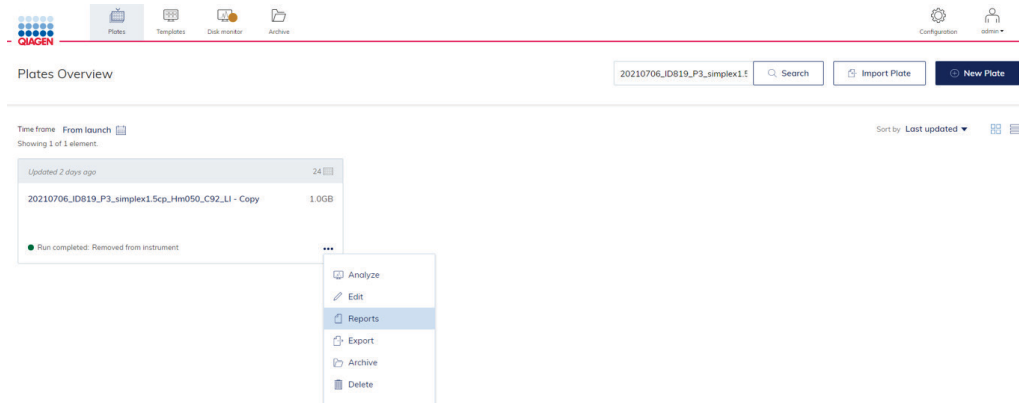 QIAGEN
Plates
Templates
Disk monitor
Archive
Configuration
admin
Plates Overview
20210706_ID819_P3_simplex1.5
Search
Import Plate
New Plate
Time frame From launch
Sort by Last updated
Showing 1 of 1 element.
Updated 2 days ago
24
20210706_ID819_P3_simplex1.5cp_Hm050_C92_LI - Copy
1.0GB
Run completed: Removed from instrument
Analyze
Edit
Reports
Export
Archive
Delete